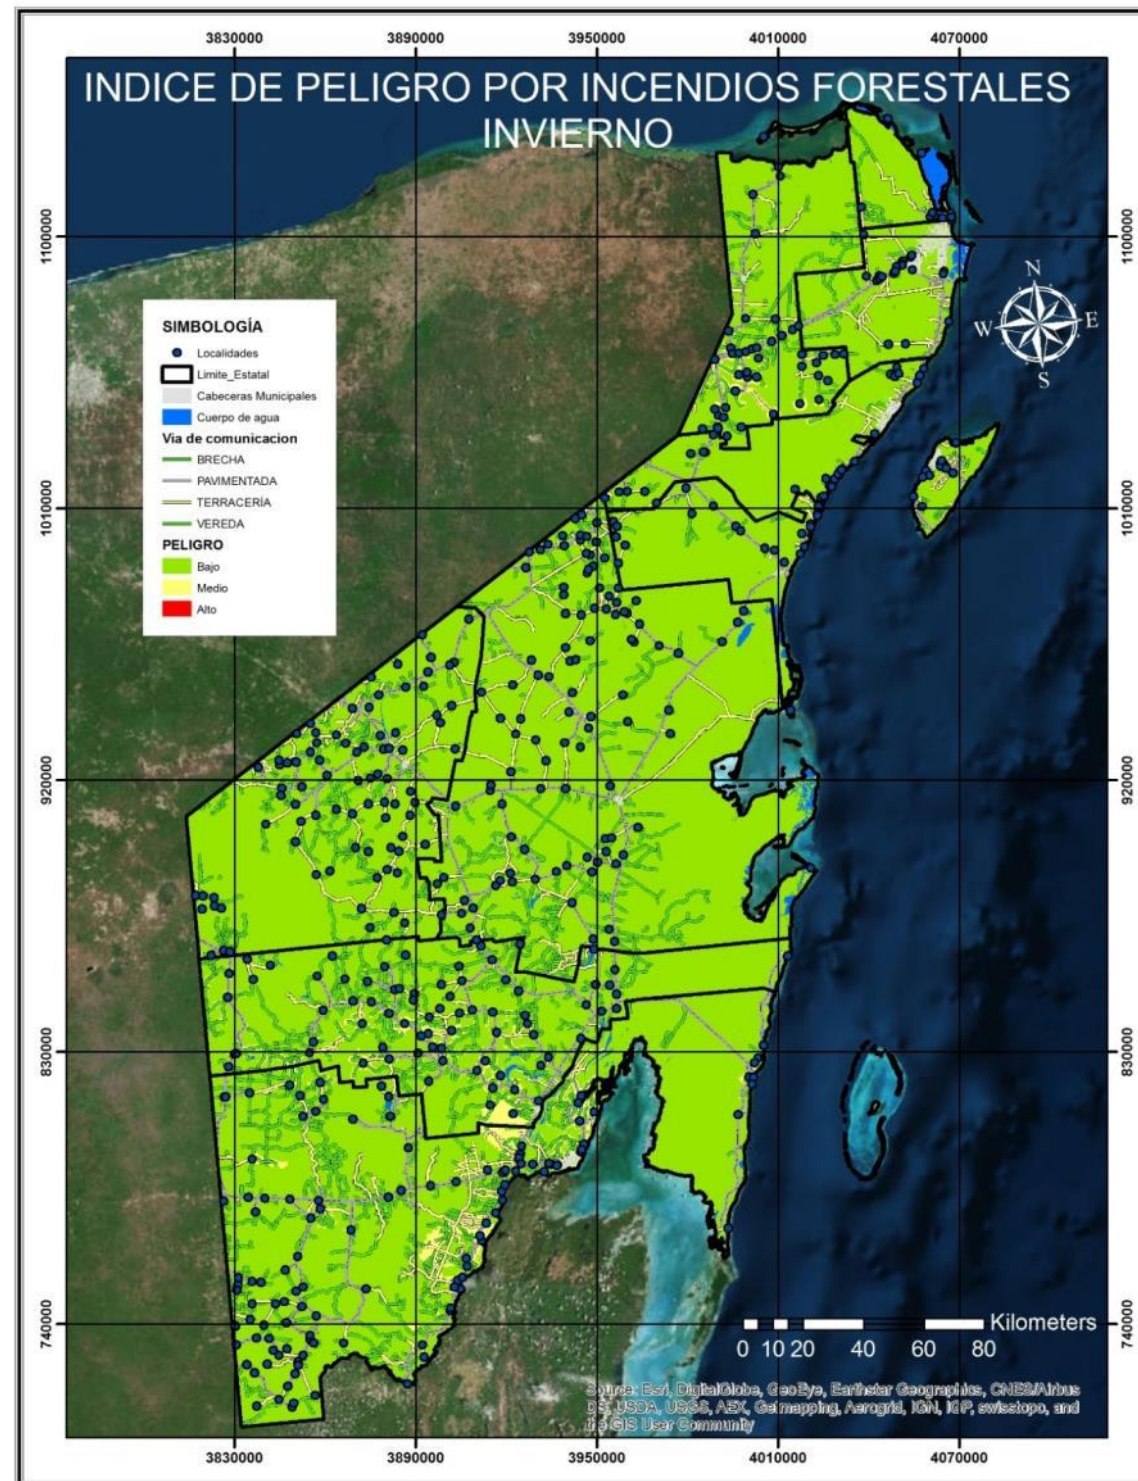 3830000 3890000 3950000 4010000 4070000
INDICE DE PELIGRO POR INCENDIOS FORESTALES
INVIERNO
1100000 1100000
N
W E
S
SIMBOLOGÍA
Localidades
Limite_Estatal
Cabeceras Municipales
Cuerpo de agua
Via de comunicacion
BRECHA
PAVIMENTADA
TERRACERÍA
VEREDA
PELIGRO
Bajo
Medio
Alto
1010000 1010000
920000 920000
830000 830000
740000 740000
Kilometers
0 10 20 40 60 80
Source: Esri, DigitalGlobe, GeoEye, Earthstar Geographics, CNES/Airbus
DS, USDA, USGS, AEX, Getmapping, Aerogrid, IGN, IGP, swisstopo, and
the GIS User Community
3830000 3890000 3950000 4010000 4070000